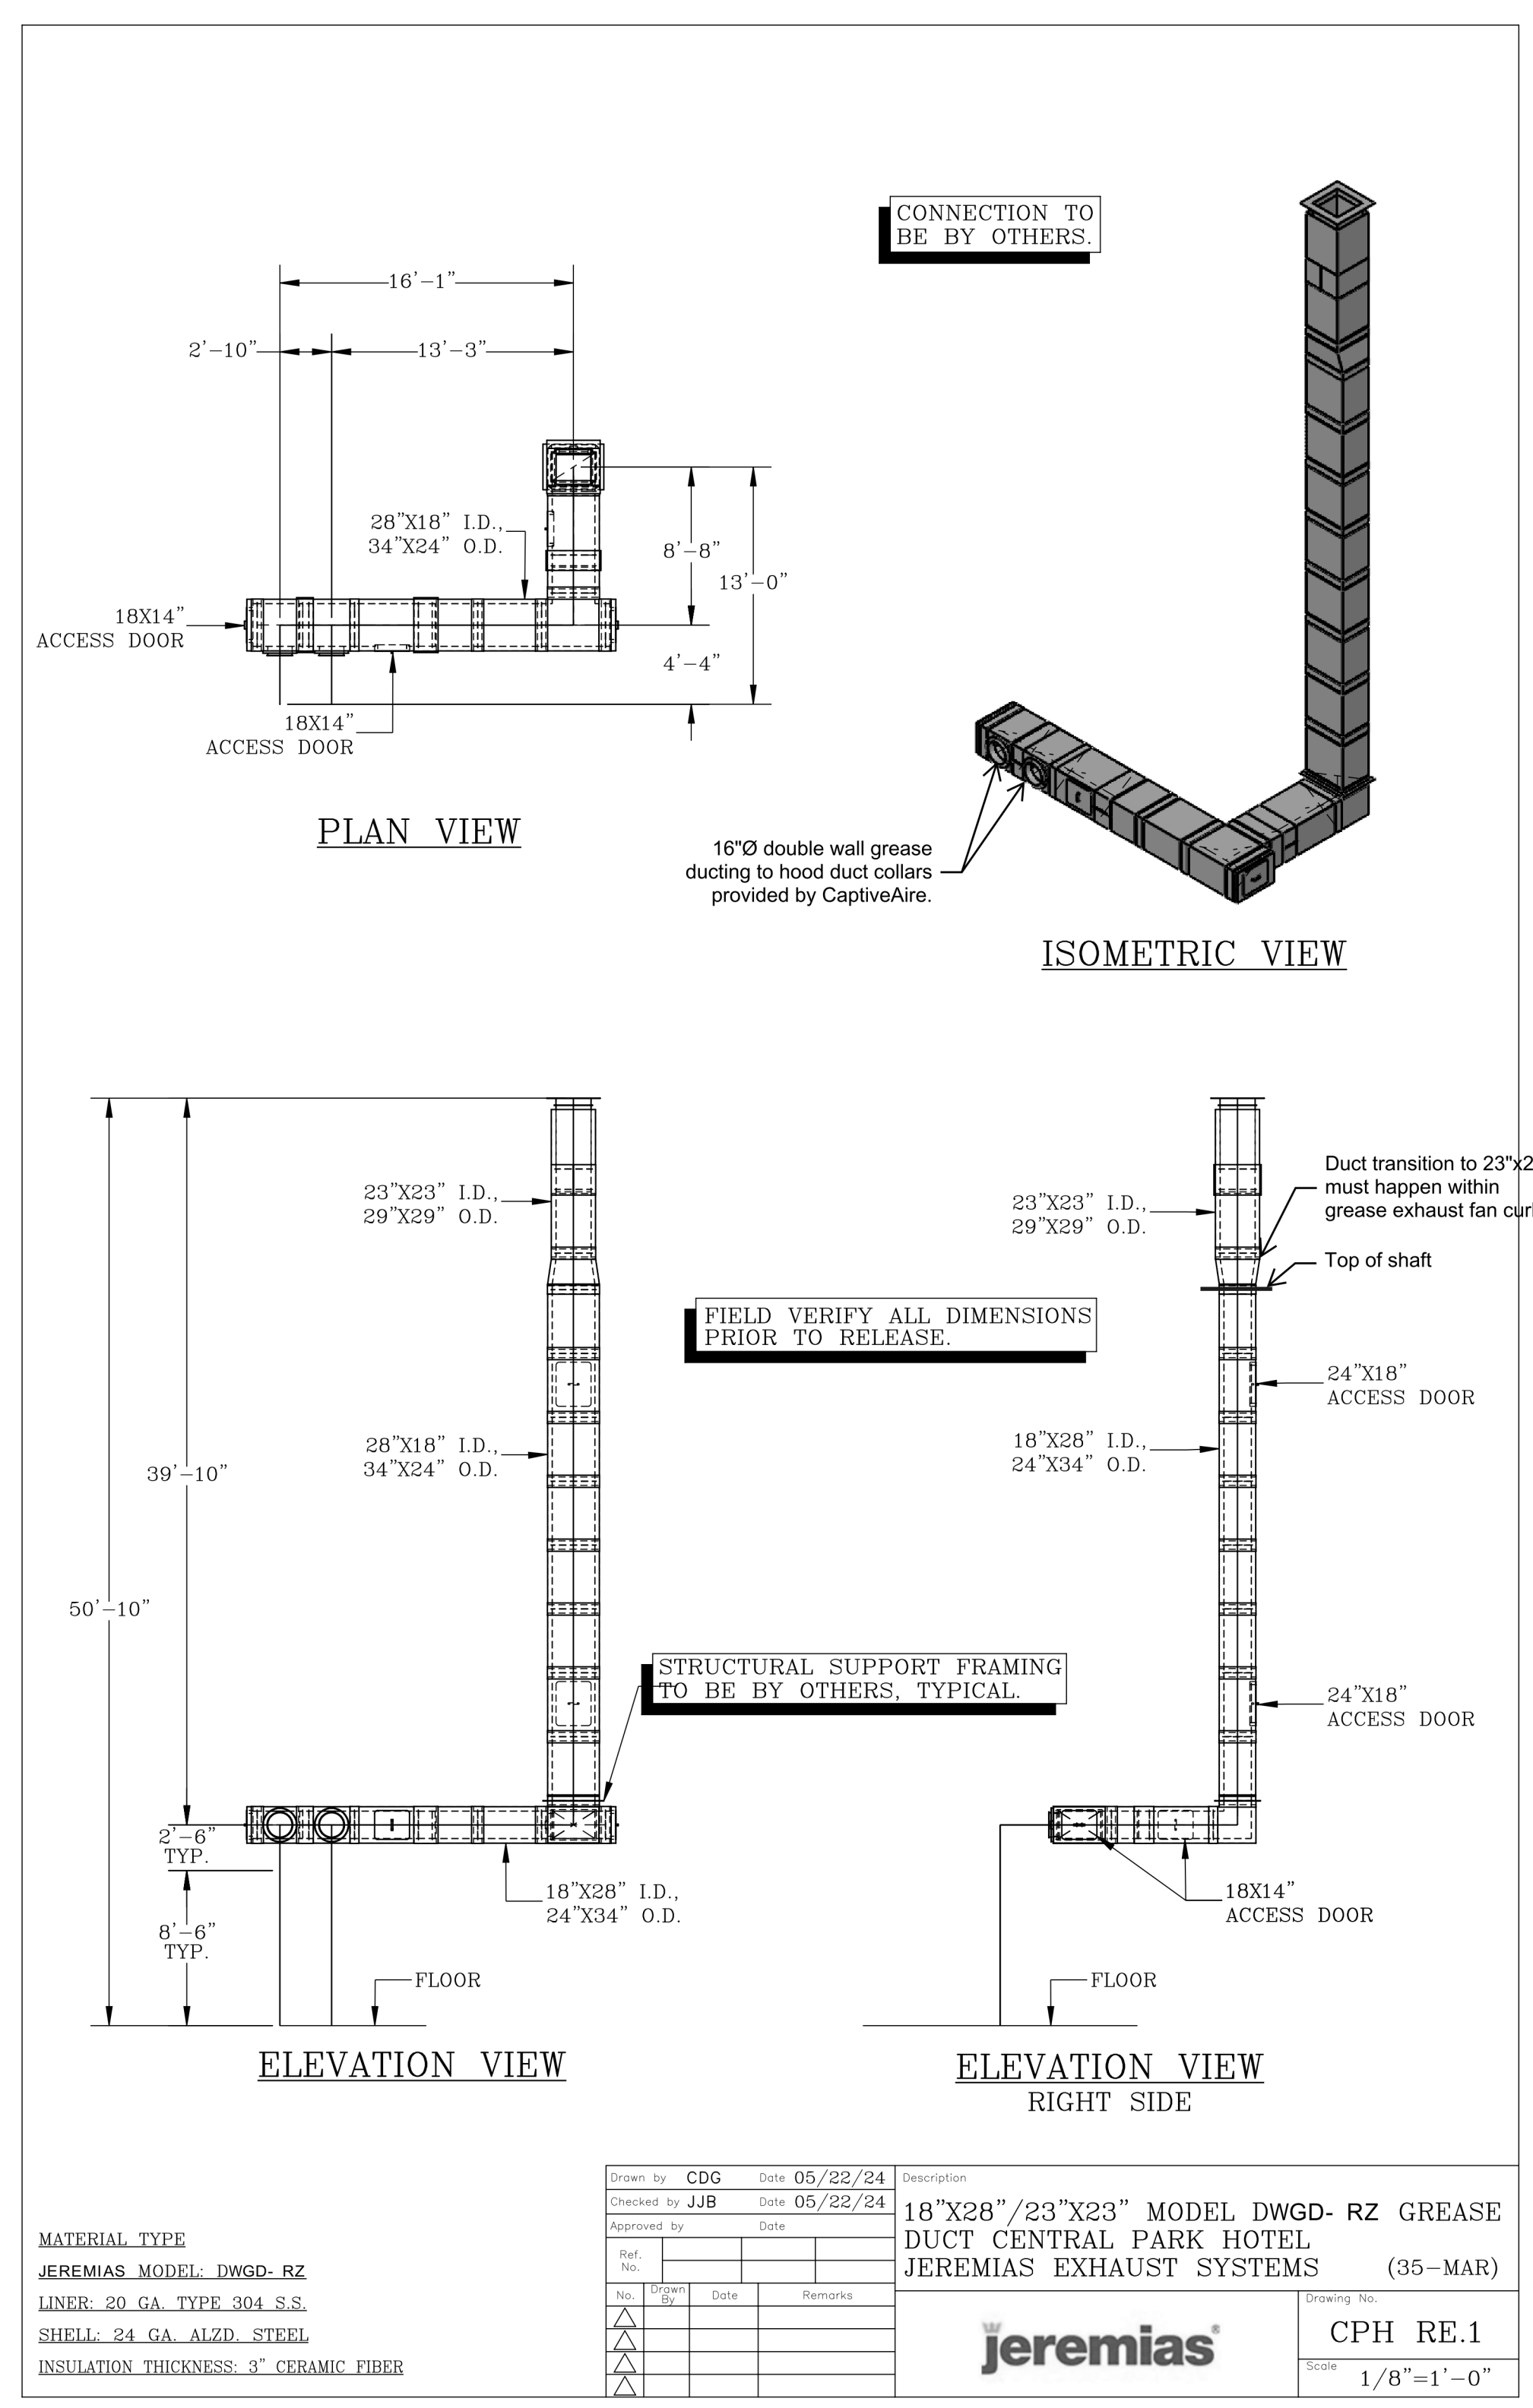 CONNECTION TO
BE BY OTHERS.
16'-1"
2'-10"
13'-3"
28"X18" I.D.,
34"X24" O.D.
8'-8"
13'-0"
18X14"
ACCESS DOOR
4'-4"
18X14"
ACCESS DOOR
PLAN VIEW
16"Ø double wall grease
ducting to hood duct collars
provided by CaptiveAire.
ISOMETRIC VIEW
23"X23" I.D.,
29"X29" O.D.
28"X18" I.D.,
34"X24" O.D.
39'-10"
50'-10"
2'-6"
TYP.
8'-6"
TYP.
18"X28" I.D.,
24"X34" O.D.
FLOOR
ELEVATION VIEW
FIELD VERIFY ALL DIMENSIONS
PRIOR TO RELEASE.
STRUCTURAL SUPPORT FRAMING
TO BE BY OTHERS, TYPICAL.
Duct transition to
must happen within
grease exhaust fan
Top of shaft
23"X23" I.D.,
29"X29" O.D.
24"X18"
ACCESS DOOR
18"X28" I.D.,
24"X34" O.D.
24"X18"
ACCESS DOOR
18X14"
ACCESS DOOR
FLOOR
ELEVATION VIEW
RIGHT SIDE
MATERIAL TYPE
JEREMIAS MODEL: DWGD- RZ
LINER: 20 GA. TYPE 304 S.S.
SHELL: 24 GA. ALZD. STEEL
INSULATION THICKNESS: 3" CERAMIC FIBER
Drawn by CDG Date 05/22/24
Checked by JJB Date 05/22/24
Approved by Date
Ref.
No.
No. Drawn By Date Remarks
Description
18"X28"/23"X23" MODEL DWGD- RZ GREASE
DUCT CENTRAL PARK HOTEL
JEREMIAS EXHAUST SYSTEMS (35-MAR)
jeremias®
Drawing No.
CPH RE.1
Scale
1/8"=1'-0"